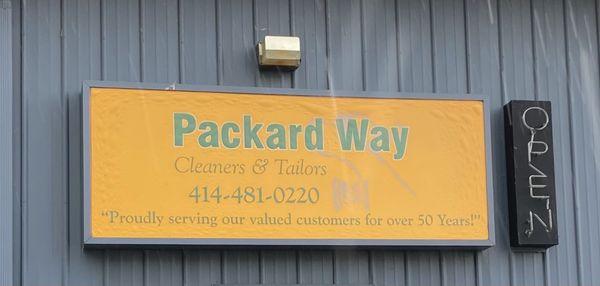 Packard Way
Cleaners & Tailors
414-481-0220
"Proudly serving our valued customers for over 50 Years!"
OPEN